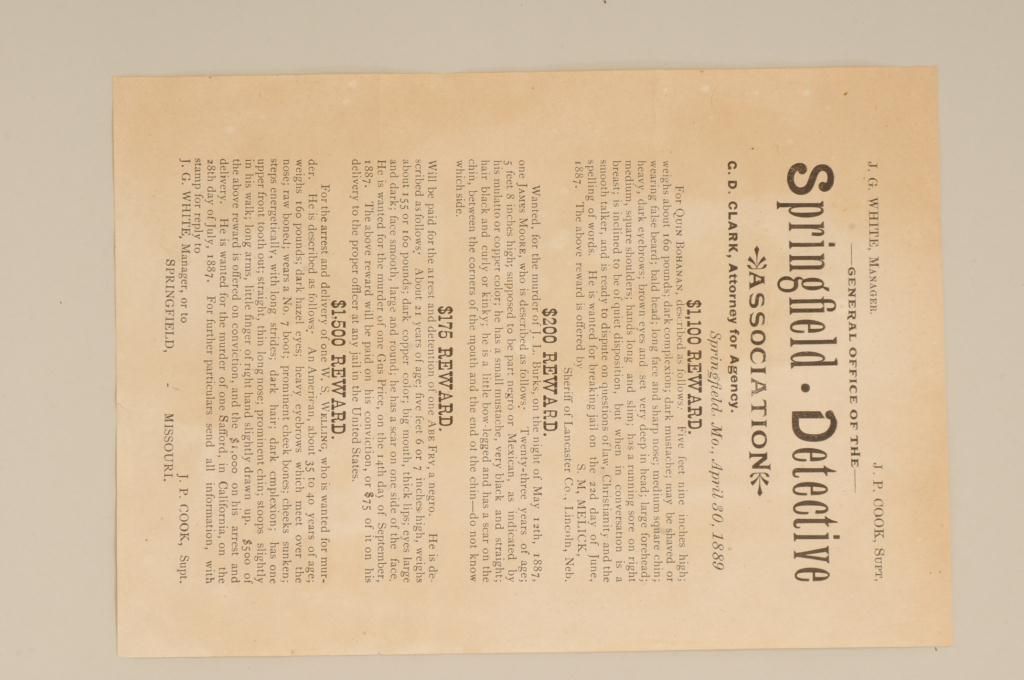 J. G. WHITE, MANAGER. J. P. COOK, SUPT.
GENERAL OFFICE OF THE
Springfield • Detective
ASSOCIATION
C. D. CLARK, Attorney for Agency.
Springfield, Mo., April 30, 1889
$1,100 REWARD.
For QUIN BOHANAN, described as follows: Five feet nine inches high;
weighs about 160 pounds; dark complexion; dark mustache; may be shaved or
wearing false beard; bald head; long face and sharp nose; medium square chin;
heavy, dark eyebrows; brown eyes and set very deep in head; large forehead;
medium, square shoulders; hands long and slim; has a running sore on right
breast; is inclined to be of quiet disposition, but when in conversation is a
smooth talker, and is ready to dispute on questions of law, Christianity and the
spelling of words. He is wanted for breaking jail on the 22d day of June,
1887. The above reward is offered by
S. M. MELICK,
Sheriff of Lancaster Co., Lincoln, Neb.
$200 REWARD.
Wanted, for the murder of J. L. Burks, on the night of May 12th, 1887,
one JAMES MOORE, who is described as follows: Twenty-three years of age;
5 feet 8 inches high; supposed to be part negro or Mexican, as indicated by
his mulatto or copper color; he has a small mustache, very black and straight;
hair black and curly or kinky; he is a little bow-legged and has a scar on the
chin, between the corners of the mouth and the end of the chin—do not know
which side.
$175 REWARD.
Will be paid for the arrest and detention of one ABE FRY, a negro. He is de-
scribed as follows: About 21 years of age; five feet 6 or 7 inches high, weighs
about 155 or 160 pounds; dark copper color; big mouth, thick lips; eyes large
and dark; face smooth, large and round; he has a scar on one side of the face.
He is wanted for the murder of one Gus Price, on the 14th day of September,
1887. The above reward will be paid on his conviction, or $75 of it on his
delivery to the proper officer at any jail in the United States.
$1,500 REWARD
For the arrest and delivery of one W. S. WELLING, who is wanted for mur-
der. He is described as follows: An American, about 35 to 40 years of age;
weighs 160 pounds; dark hazel eyes; heavy eyebrows which meet over the
nose; raw boned; wears a No. 7 boot; prominent cheek bones; cheeks sunken;
steps energetically, with long strides; dark hair; dark cmplexion; has one
upper front tooth out; straight, thin long nose; prominent chin; stoops slightly
in his walk; long arms, little finger of right hand slightly drawn up. $500 of
the above reward is offered on conviction, and the $1,000 on his arrest and
delivery. He is wanted for the murder of one Safford, in California, on the
28th day of July, 1887. For further particulars send all information, with
stamp for reply to
J. G. WHITE, Manager, or to J. P. COOK, Supt.
SPRINGFIELD, - MISSOURI.